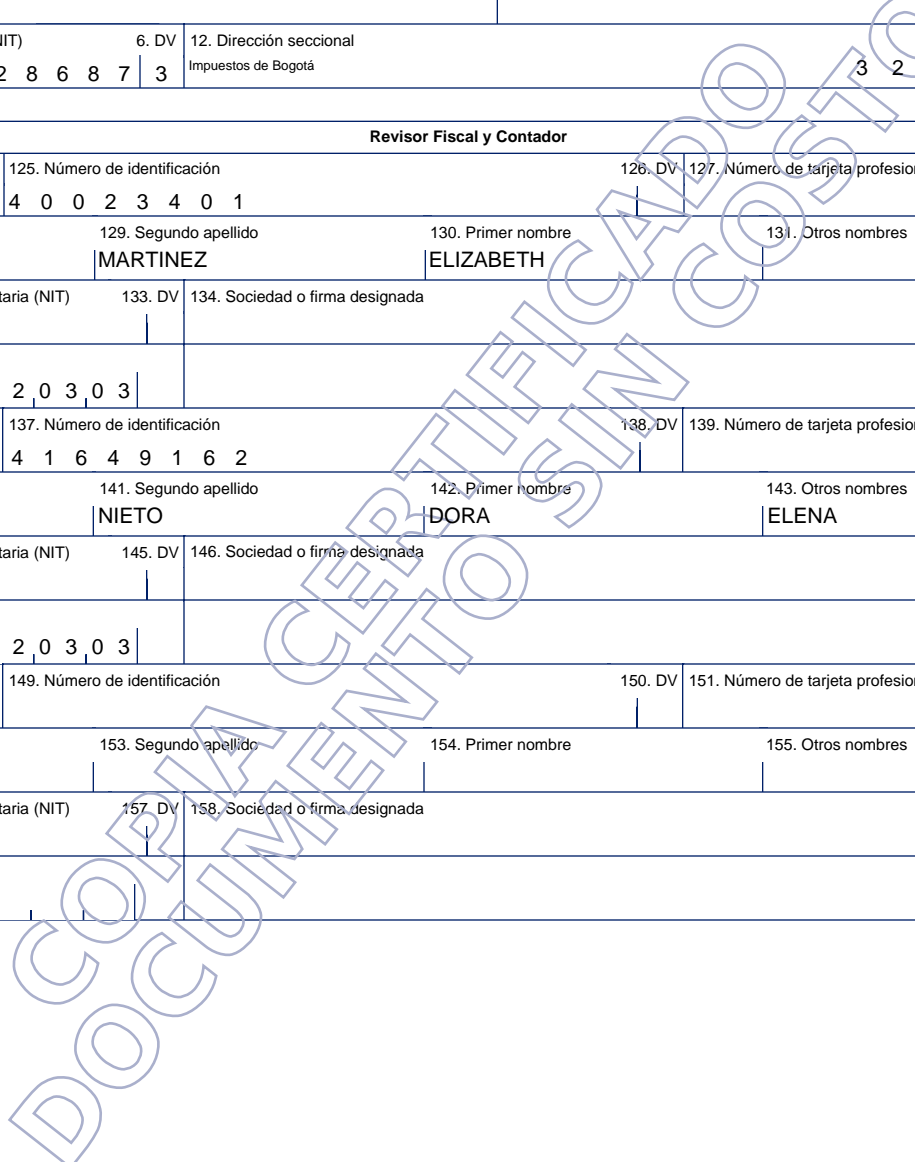 IIT) 6. DV 12. Dirección seccional
2 8 6 8 7 3 Impuestos de Bogotá 3 2
Revisor Fiscal y Contador
125. Número de identificación 126. DV 127. Número de tarjeta profesion
4 0 0 2 3 4 0 1
129. Segundo apellido 130. Primer nombre 131. Otros nombres
MARTINEZ ELIZABETH
taria (NIT) 133. DV 134. Sociedad o firma designada
2 0 3 0 3
137. Número de identificación 138. DV 139. Número de tarjeta profesion
4 1 6 4 9 1 6 2
141. Segundo apellido 142. Primer nombre 143. Otros nombres
NIETO DORA ELENA
taria (NIT) 145. DV 146. Sociedad o firma designada
2 0 3 0 3
149. Número de identificación 150. DV 151. Número de tarjeta profesion
153. Segundo apellido 154. Primer nombre 155. Otros nombres
taria (NIT) 157. DV 158. Sociedad o firma designada
COPIA CERTIFICADO
DOCUMENTO SIN COSTO